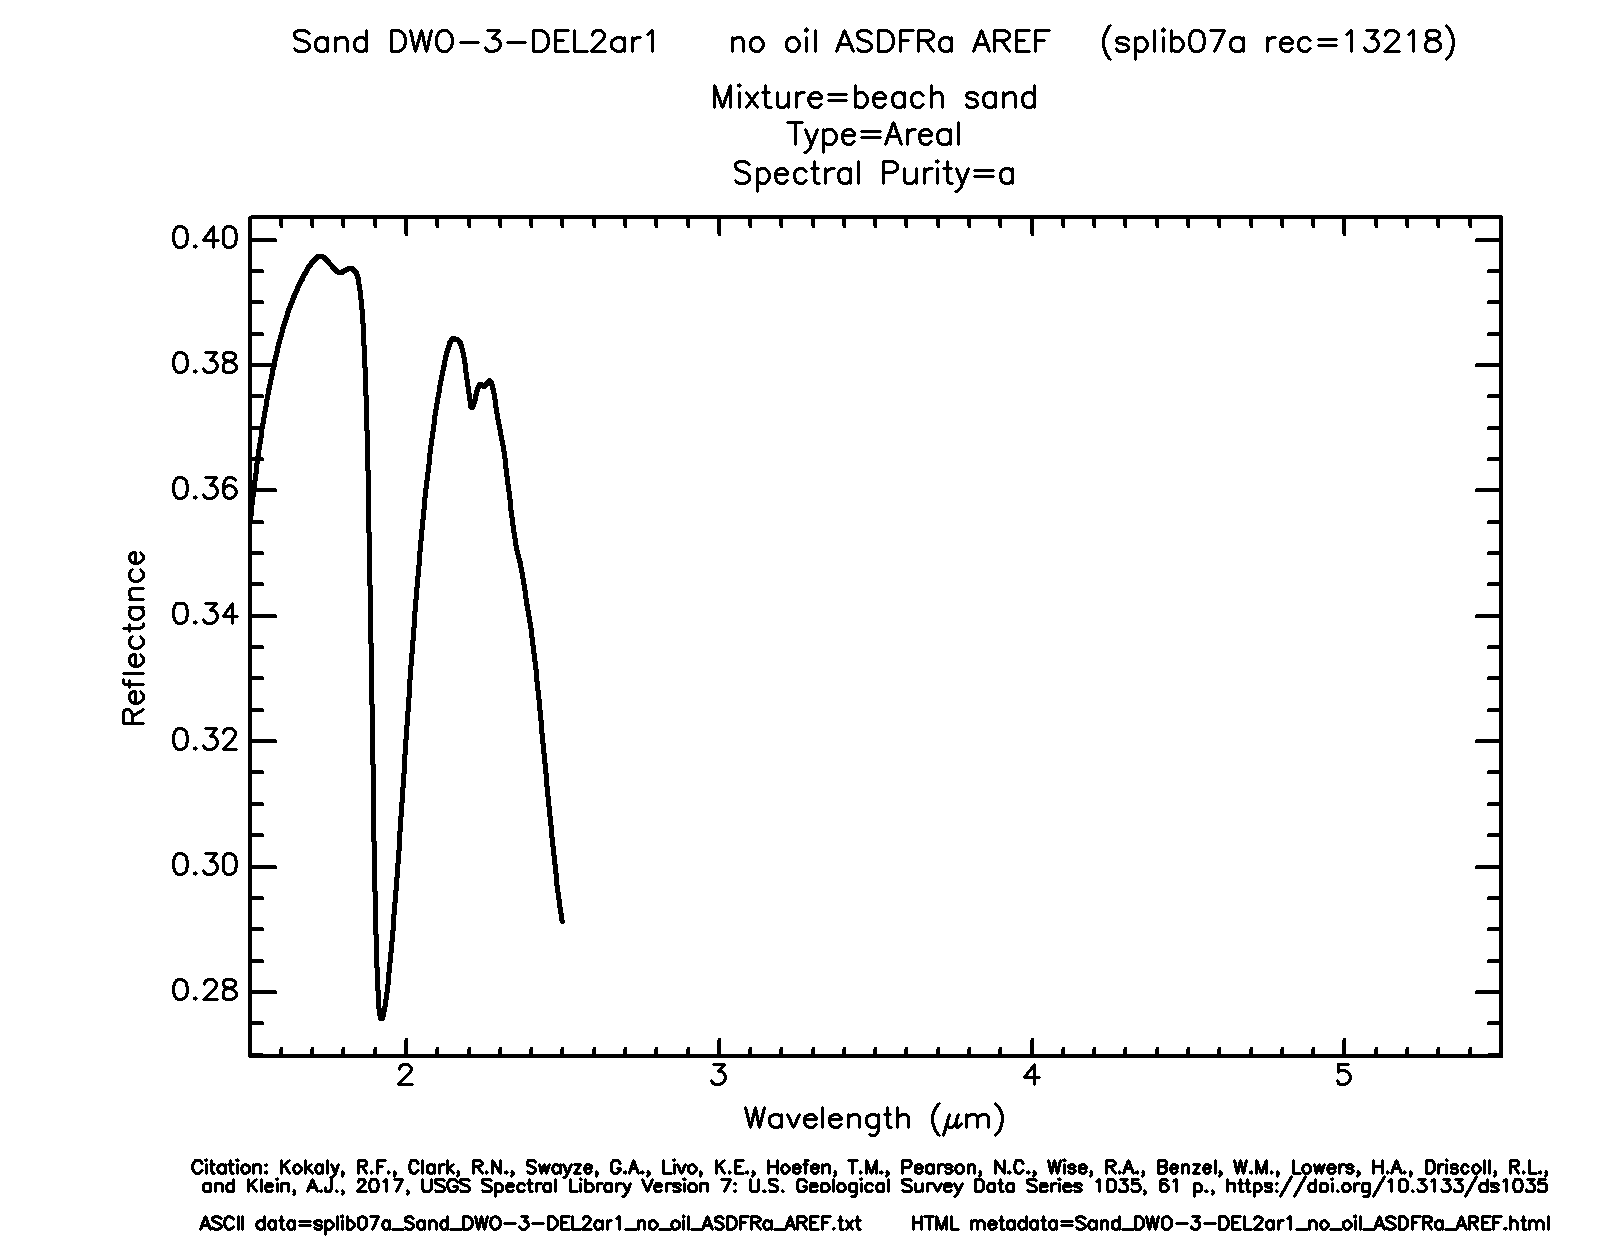 Sand DWO-3-DEL2ar1 no oil ASDFRa AREF (splib07a rec=13218)
Mixture=beach sand
Type=Areal
Spectral Purity=a
0.40
0.38
0.36
0.34
0.32
0.30
0.28
Reflectance
2 3 4 5
Wavelength (μm)
Citation: Kokaly, R.F., Clark, R.N., Swayze, G.A., Livo, K.E., Hoefen, T.M., Pearson, N.C., Wise, R.A., Benzel, W.M., Lowers, H.A., Driscoll, R.L.,
and Klein, A.J., 2017, USGS Spectral Library Version 7: U.S. Geological Survey Data Series 1035, 61 p., https://doi.org/10.3133/ds1035
ASCII data=splib07a_Sand_DWO-3-DEL2ar1_no_oil_ASDFRa_AREF.txt HTML metadata=Sand_DWO-3-DEL2ar1_no_oil_ASDFRa_AREF.html